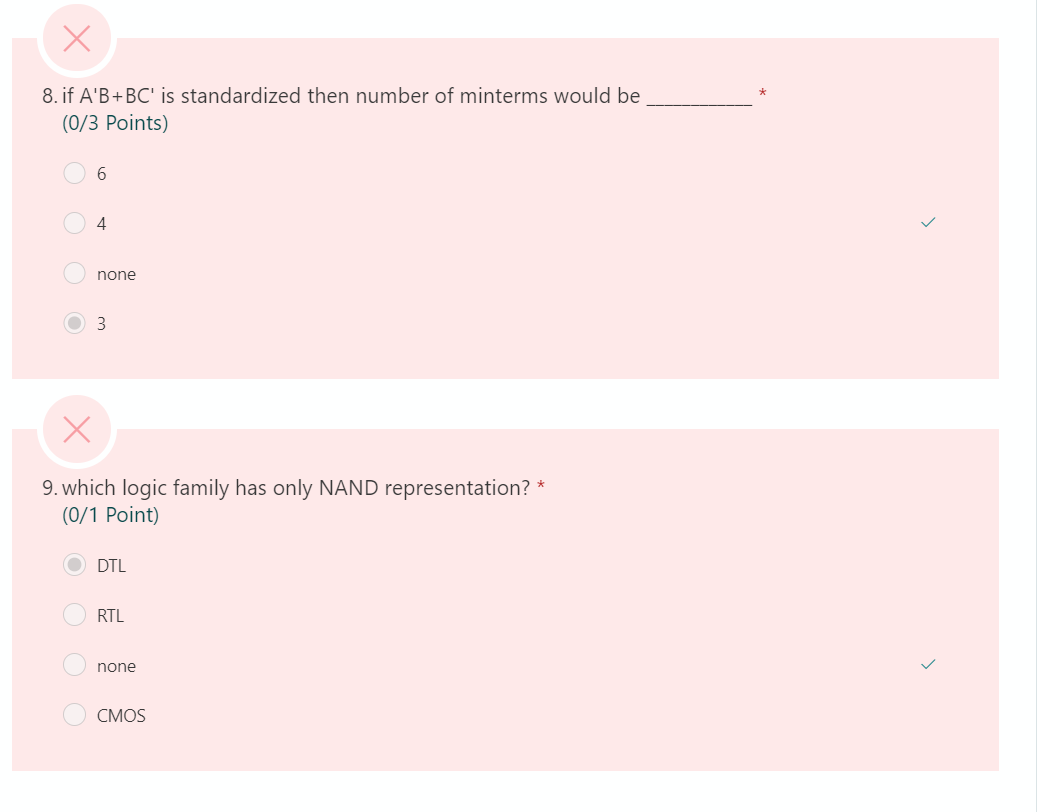 8. if A'B+BC' is standardized then number of minterms would be ____________ *
(0/3 Points)
6
4
none
3
9. which logic family has only NAND representation? *
(0/1 Point)
DTL
RTL
none
CMOS